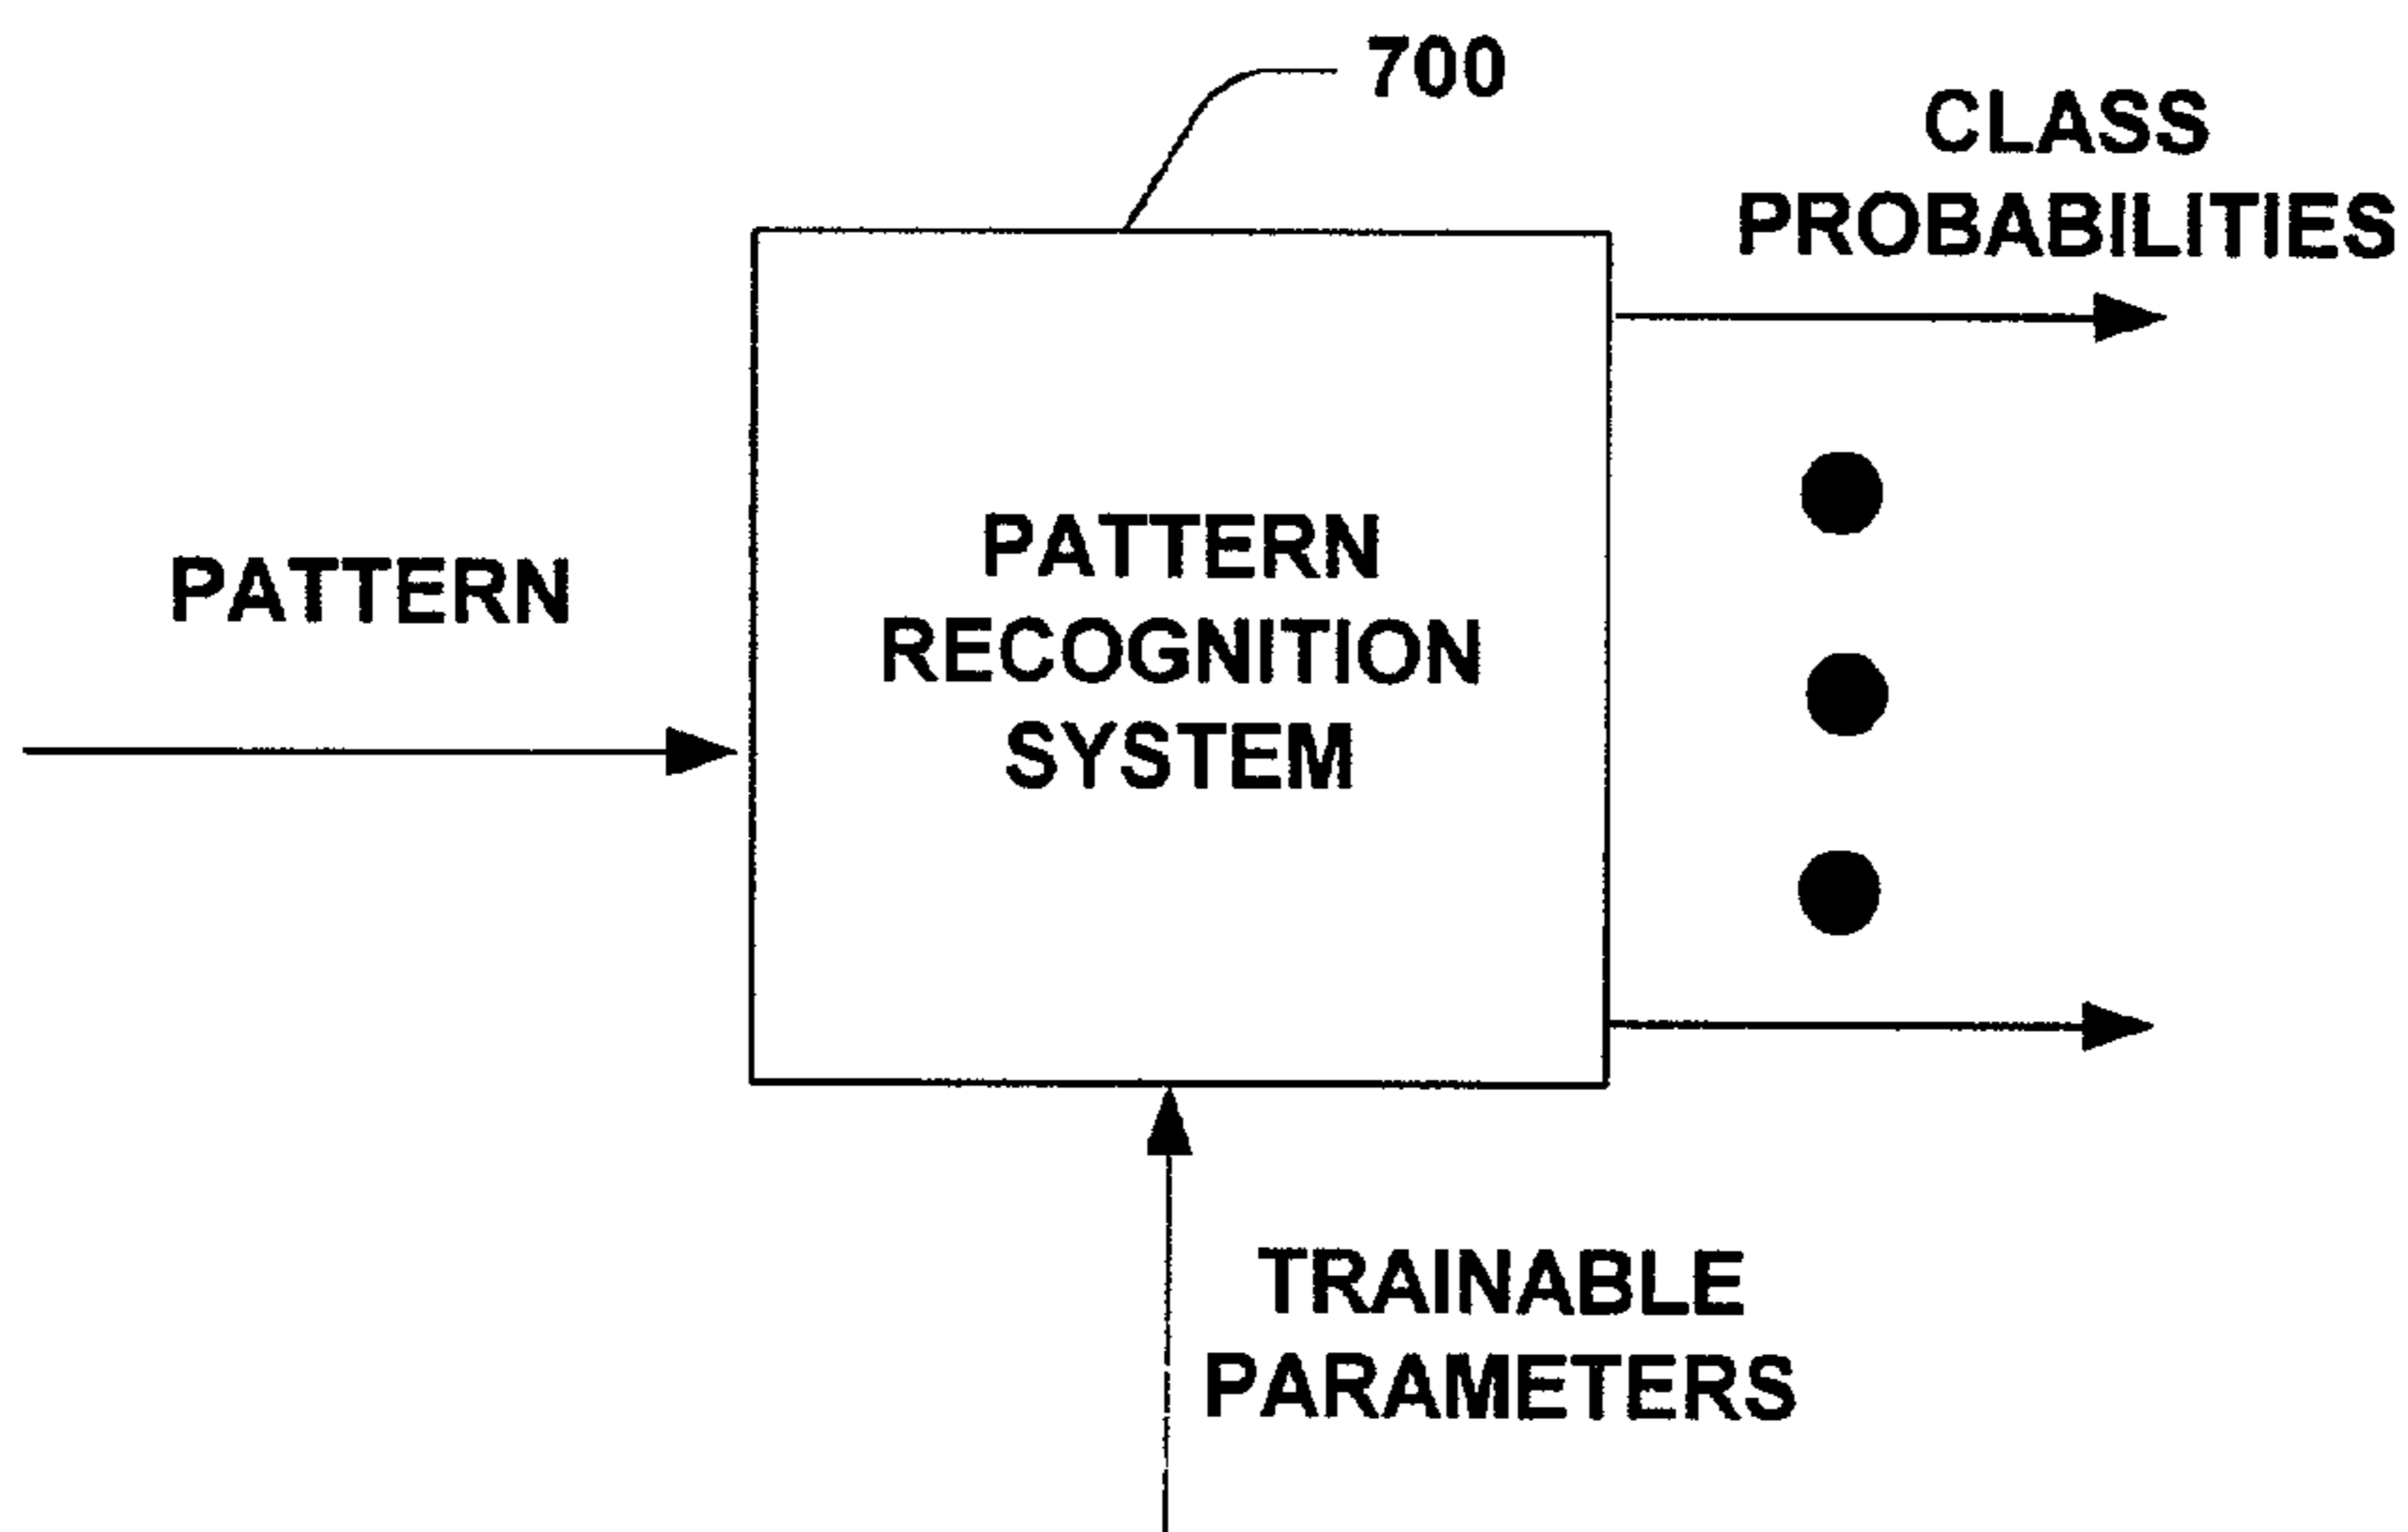 700
CLASS
PROBABILITIES
PATTERN
PATTERN
RECOGNITION
SYSTEM
TRAINABLE
PARAMETERS